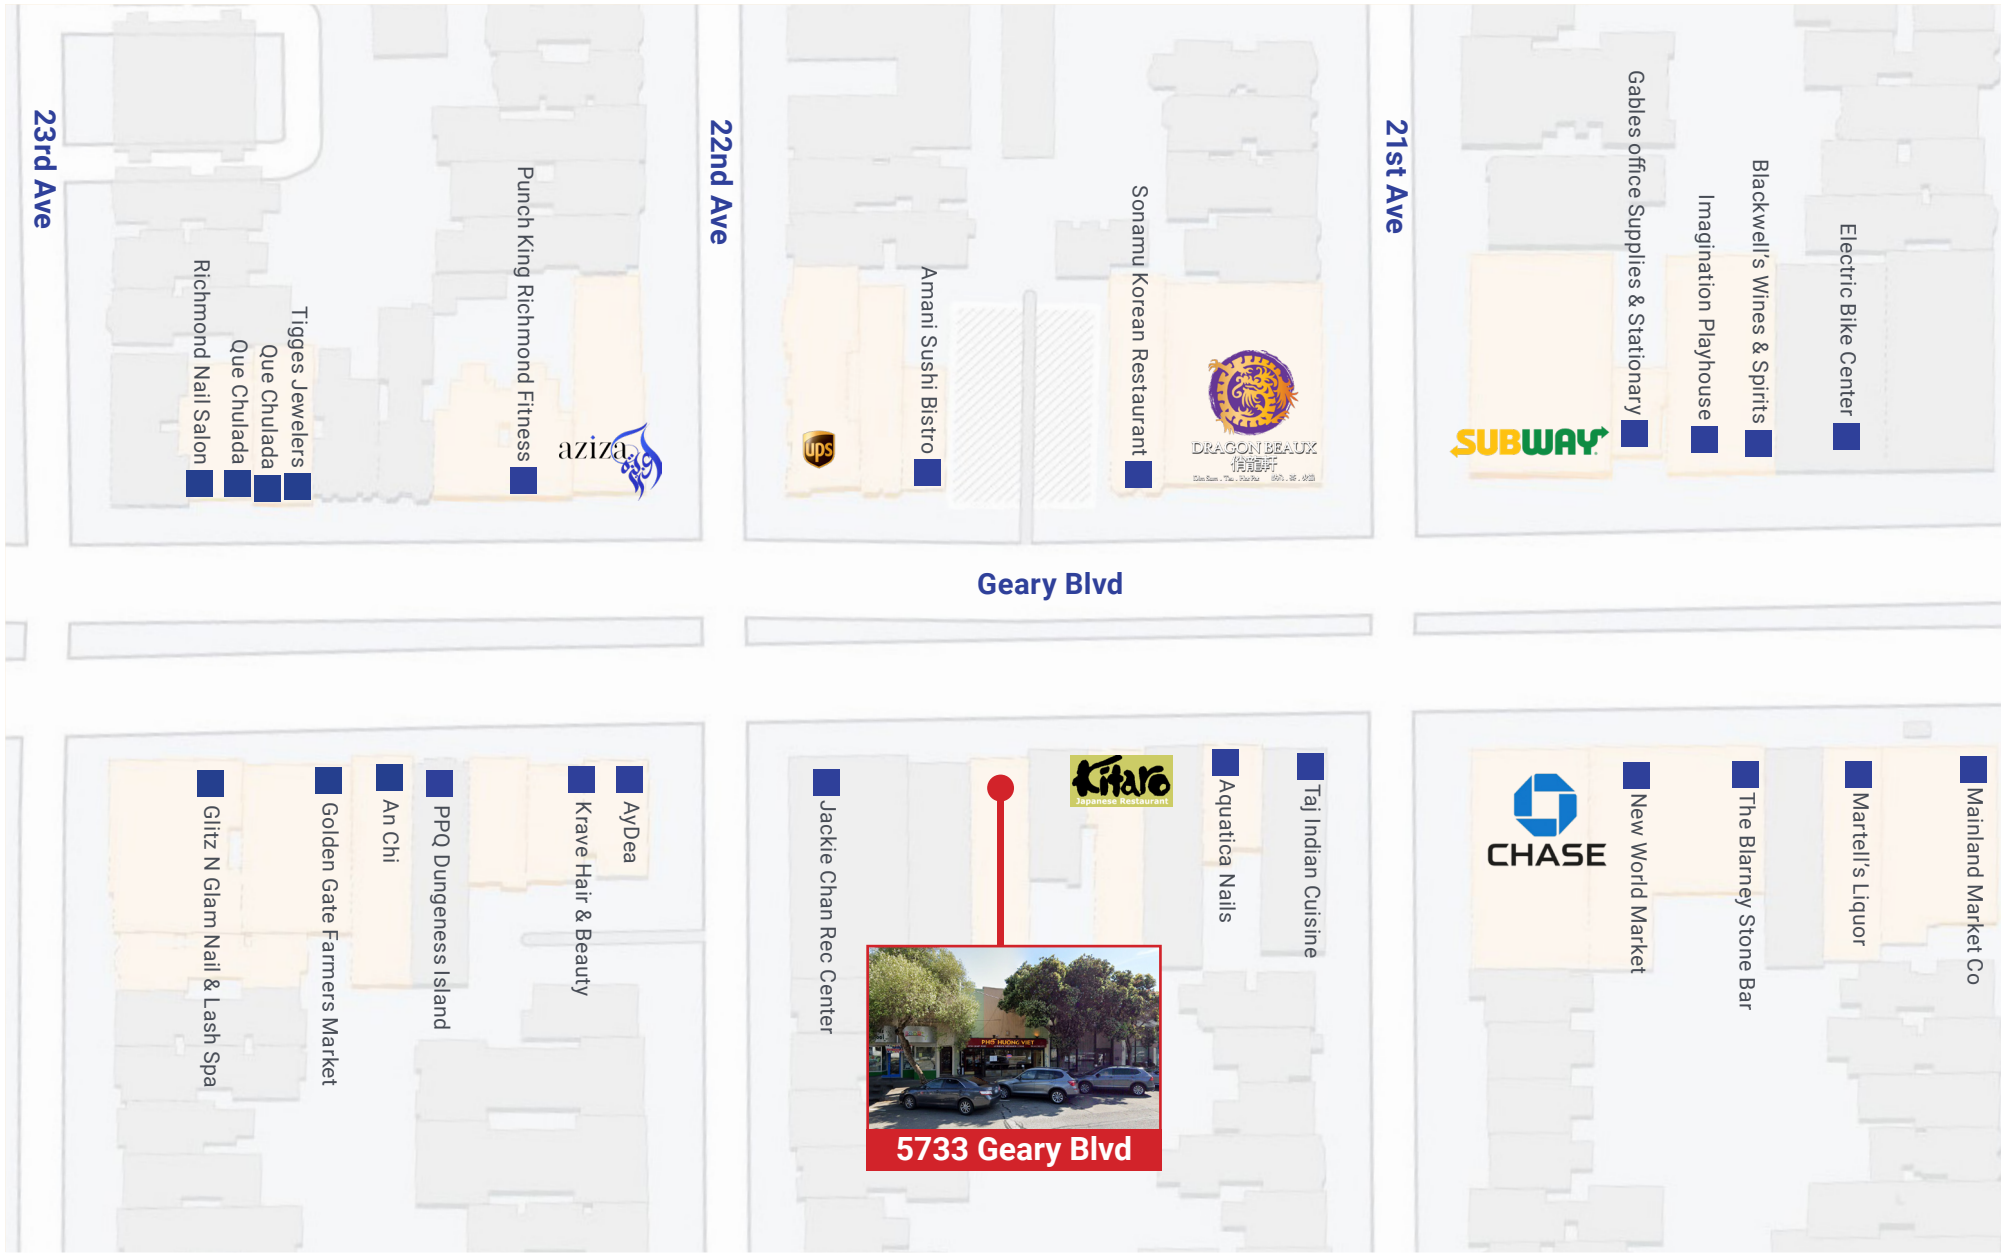 23rd Ave
22nd Ave
21st Ave
Richmond Nail Salon
Que Chulada
Que Chulada
Tigges Jewelers
Punch King Richmond Fitness
aziza
ups
Amani Sushi Bistro
Sonamu Korean Restaurant
DRAGON BEAUX
俏龍軒
SUBWAY
Gables office Supplies & Stationary
Imagination Playhouse
Blackwell's Wines & Spirits
Electric Bike Center
Geary Blvd
Glitz N Glam Nail & Lash Spa
Golden Gate Farmers Market
An Chi
PPQ Dungeness Island
Krave Hair & Beauty
AyDea
Jackie Chan Rec Center
Kitaro
Japanese Restaurant
Aquatica Nails
Taj Indian Cuisine
CHASE
New World Market
The Blarney Stone Bar
Martell's Liquor
Mainland Market Co
PHO HUONG VIET
5733 Geary Blvd